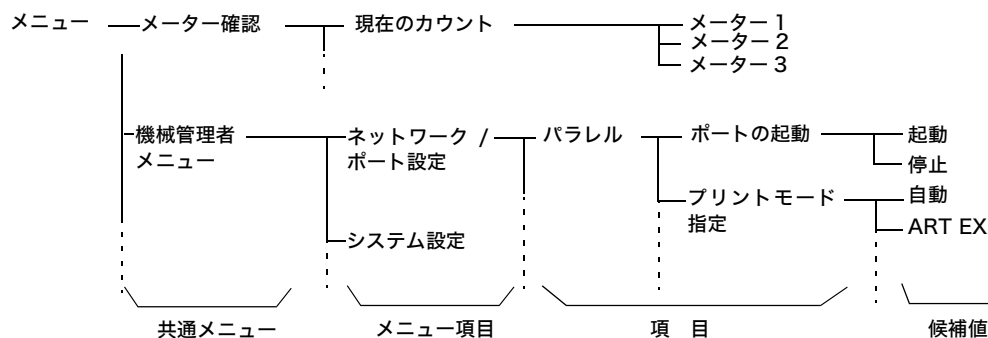 メニュー
メーター確認
現在のカウント
メーター１
メーター２
メーター３
機械管理者
メニュー
ネットワーク /
ポート設定
パラレル
ポートの起動
起動
停止
プリントモード
指定
自動
ART EX
システム設定
共通メニュー
メニュー項目
項　目
候補値